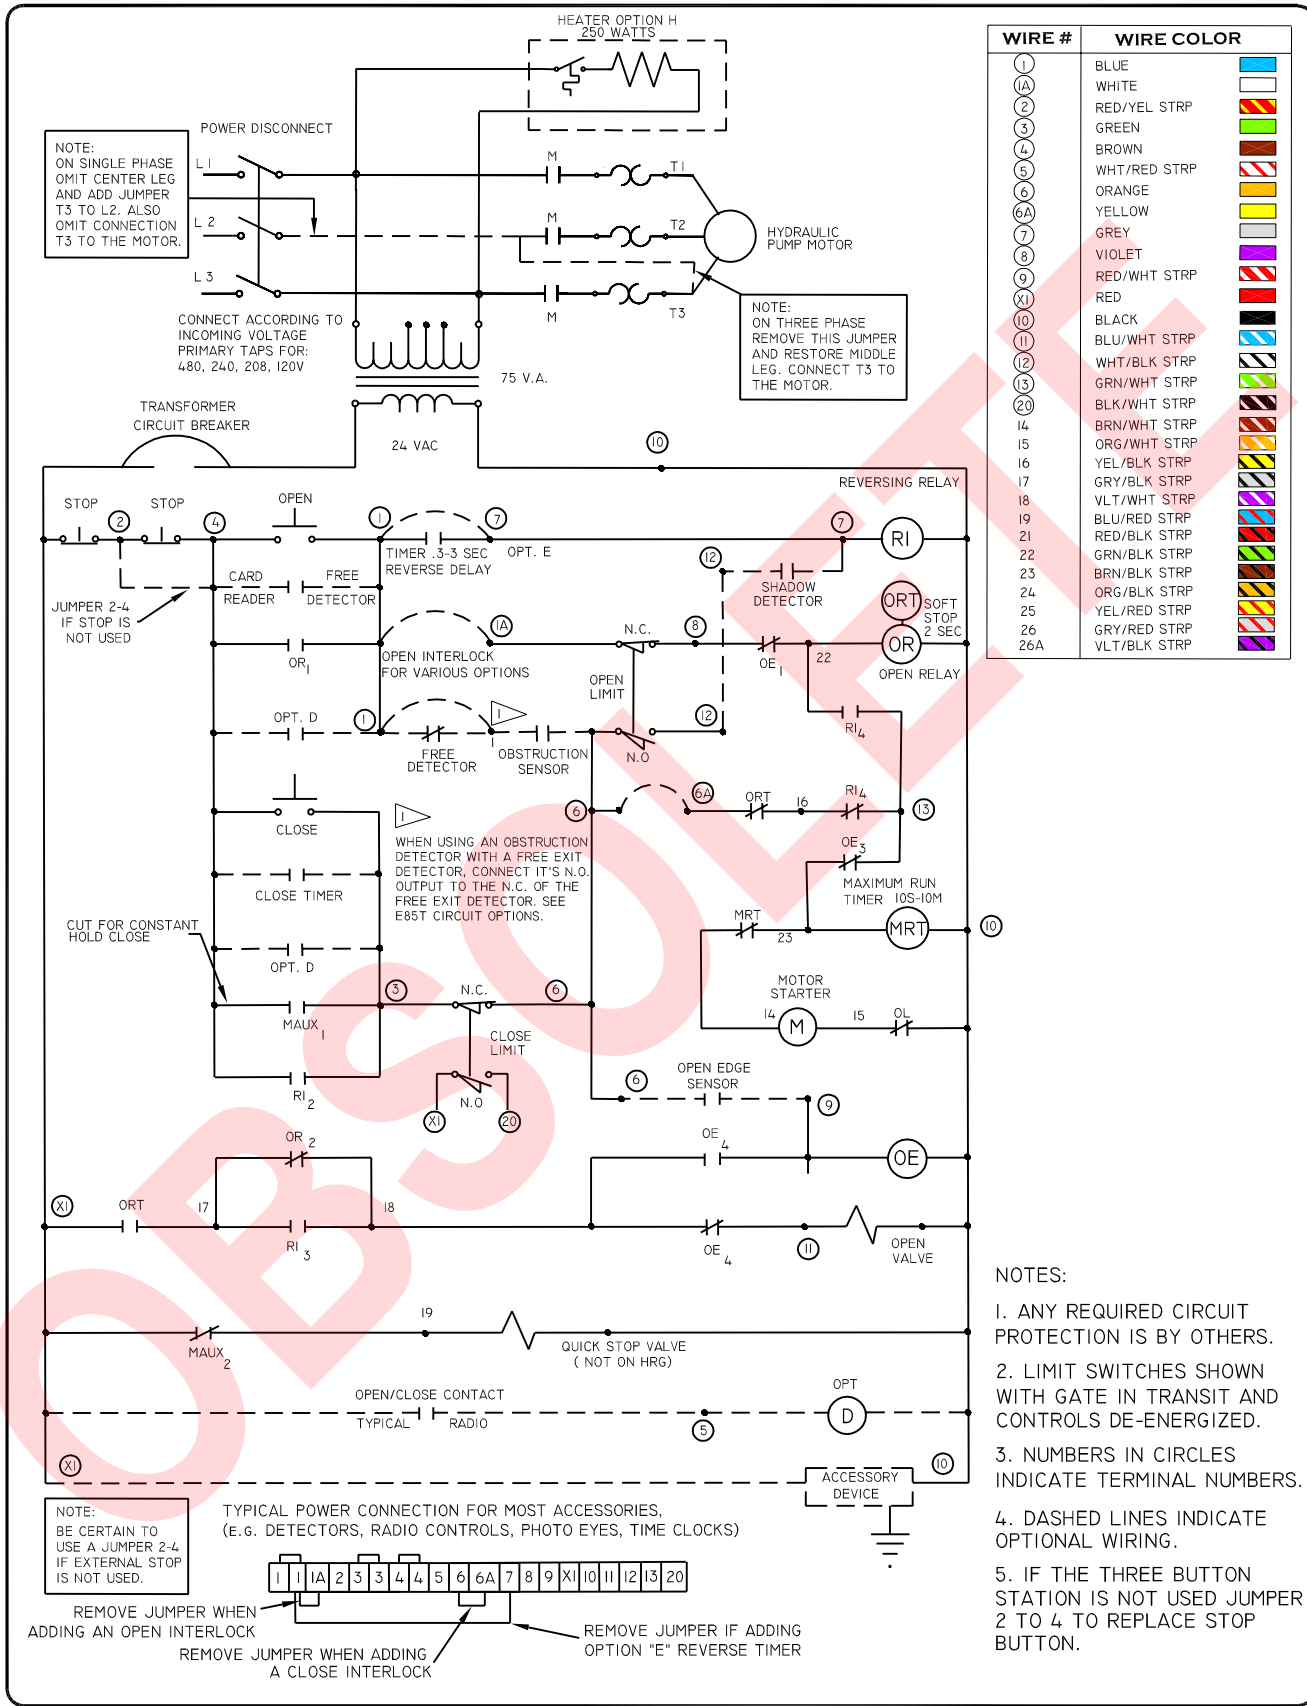 HEATER OPTION H
250 WATTS
POWER DISCONNECT
NOTE:
ON SINGLE PHASE
OMIT CENTER LEG
AND ADD JUMPER
T3 TO L2. ALSO
OMIT CONNECTION
T3 TO THE MOTOR.
L1
L2
L3
M
M
M
T1
T2
T3
HYDRAULIC
PUMP MOTOR
CONNECT ACCORDING TO
INCOMING VOLTAGE
PRIMARY TAPS FOR:
480, 240, 208, 120V
NOTE:
ON THREE PHASE
REMOVE THIS JUMPER
AND RESTORE MIDDLE
LEG. CONNECT T3 TO
THE MOTOR.
75 V.A.
TRANSFORMER
CIRCUIT BREAKER
24 VAC
10
WIRE # WIRE COLOR
1 BLUE
1A WHITE
2 RED/YEL STRP
3 GREEN
4 BROWN
5 WHT/RED STRP
6 ORANGE
6A YELLOW
7 GREY
8 VIOLET
9 RED/WHT STRP
X1 RED
10 BLACK
11 BLU/WHT STRP
12 WHT/BLK STRP
13 GRN/WHT STRP
20 BLK/WHT STRP
14 BRN/WHT STRP
15 ORG/WHT STRP
16 YEL/BLK STRP
17 GRY/BLK STRP
18 VLT/WHT STRP
19 BLU/RED STRP
21 RED/BLK STRP
22 GRN/BLK STRP
23 BRN/BLK STRP
24 ORG/BLK STRP
25 YEL/RED STRP
26 GRY/RED STRP
26A VLT/BLK STRP
REVERSING RELAY
STOP 2 STOP 4 OPEN 1 7 OPT. E 7 R1
TIMER .3-3 SEC
REVERSE DELAY
JUMPER 2-4
IF STOP IS
NOT USED
CARD
READER
FREE
DETECTOR
12
SHADOW
DETECTOR
ORT SOFT
STOP
2 SEC
OR1 1A N.C. 8 OE1 22 OR
OPEN INTERLOCK
FOR VARIOUS OPTIONS
OPEN
LIMIT
OPEN RELAY
OPT. D 1 1 1 12 R14
FREE
DETECTOR
OBSTRUCTION
SENSOR
N.O
CLOSE
1
6 6A ORT 16 R14 13
WHEN USING AN OBSTRUCTION
DETECTOR WITH A FREE EXIT
DETECTOR, CONNECT IT'S N.O.
OUTPUT TO THE N.C. OF THE
FREE EXIT DETECTOR. SEE
E85T CIRCUIT OPTIONS.
OE3
CLOSE TIMER
MAXIMUM RUN
TIMER 10S-10M
CUT FOR CONSTANT
HOLD CLOSE
MRT 23 MRT 10
OPT. D
MAUX1 3 N.C. 6
MOTOR
STARTER
14 M 15 OL
CLOSE
LIMIT
R12
N.O
X1 20
6 OPEN EDGE
SENSOR
9
OR2
OE4 OE
X1 ORT 17 R13 18
OE4 11 OPEN
VALVE
MAUX2 19
QUICK STOP VALVE
( NOT ON HRG)
OPEN/CLOSE CONTACT
TYPICAL RADIO
5
OPT
D
X1
ACCESSORY
DEVICE
10
NOTE:
BE CERTAIN TO
USE A JUMPER 2-4
IF EXTERNAL STOP
IS NOT USED.
TYPICAL POWER CONNECTION FOR MOST ACCESSORIES,
(E.G. DETECTORS, RADIO CONTROLS, PHOTO EYES, TIME CLOCKS)
1 1 1A 2 3 3 4 4 5 6 6A 7 8 9 X1 10 11 12 13 20
REMOVE JUMPER WHEN
ADDING AN OPEN INTERLOCK
REMOVE JUMPER WHEN ADDING
A CLOSE INTERLOCK
REMOVE JUMPER IF ADDING
OPTION "E" REVERSE TIMER
NOTES:
1. ANY REQUIRED CIRCUIT
PROTECTION IS BY OTHERS.
2. LIMIT SWITCHES SHOWN
WITH GATE IN TRANSIT AND
CONTROLS DE-ENERGIZED.
3. NUMBERS IN CIRCLES
INDICATE TERMINAL NUMBERS.
4. DASHED LINES INDICATE
OPTIONAL WIRING.
5. IF THE THREE BUTTON
STATION IS NOT USED JUMPER
2 TO 4 TO REPLACE STOP
BUTTON.
OBSOLETE